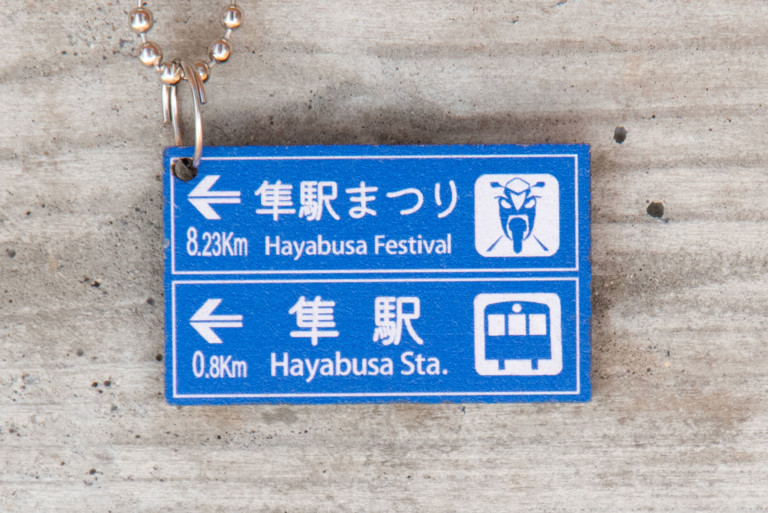 隼駅まつり
8.23Km Hayabusa Festival
隼 駅
0.8Km Hayabusa Sta.